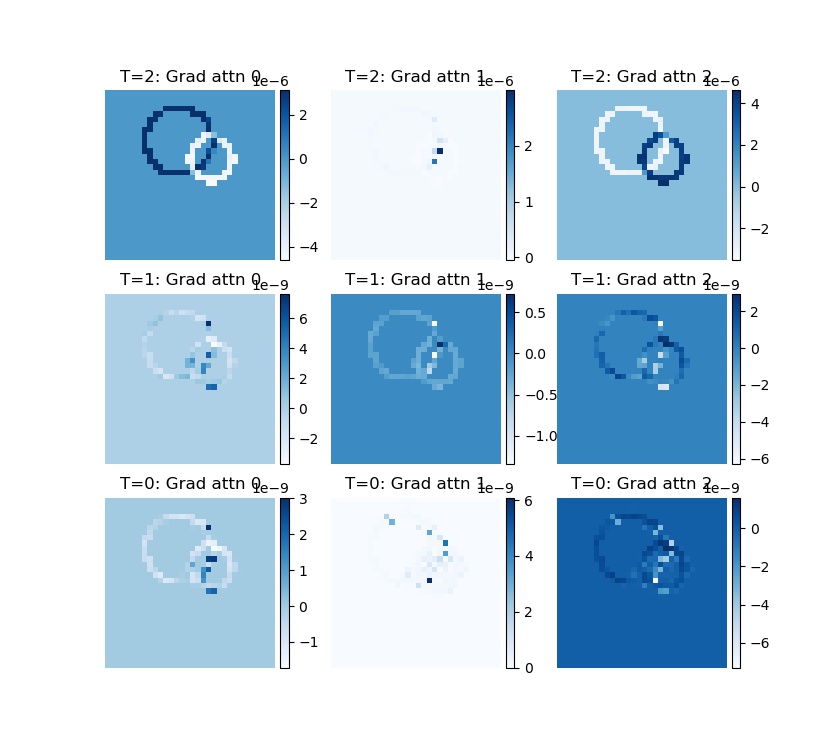 T=2: Grad attn 0
1e−6
2
0
−2
−4
T=2: Grad attn 1
1e−6
2
1
0
T=2: Grad attn 2
1e−6
4
2
0
−2
T=1: Grad attn 0
1e−9
6
4
2
0
−2
T=1: Grad attn 1
1e−9
0.5
0.0
−0.5
−1.0
T=1: Grad attn 2
1e−9
2
0
−2
−4
−6
T=0: Grad attn 0
1e−9
3
2
1
0
−1
T=0: Grad attn 1
1e−9
6
4
2
0
T=0: Grad attn 2
1e−9
0
−2
−4
−6